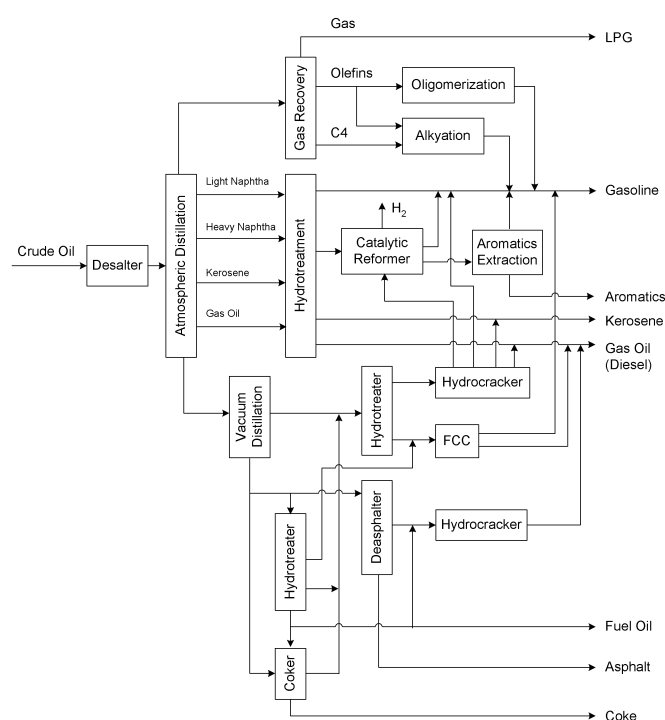 Gas
LPG
Gas Recovery
Olefins
Oligomerization
C4
Alkyation
Light Naphtha
Gasoline
H2
Atmospheric Distillation
Hydrotreatment
Heavy Naphtha
Catalytic
Reformer
Aromatics
Extraction
Crude Oil
Desalter
Kerosene
Aromatics
Gas Oil
Kerosene
Gas Oil
(Diesel)
Hydrocracker
Vacuum
Distillation
Hydrotreater
FCC
Hydrotreater
Deasphalter
Hydrocracker
Fuel Oil
Coker
Asphalt
Coke